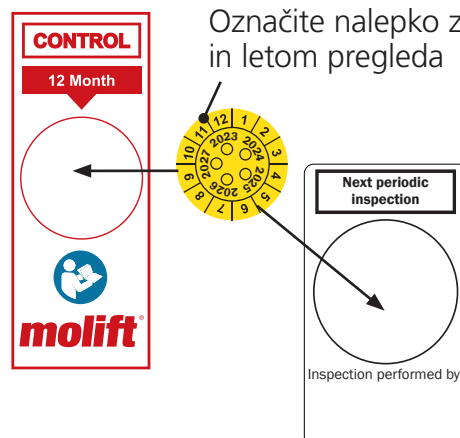 Označite nalepko z
in letom pregleda
CONTROL
12 Month
molift®
12 1 2 3 4 5 6 7 8 9 10 11
2023 2024 2025 2026 2027
Next periodic
inspection
Inspection performed by